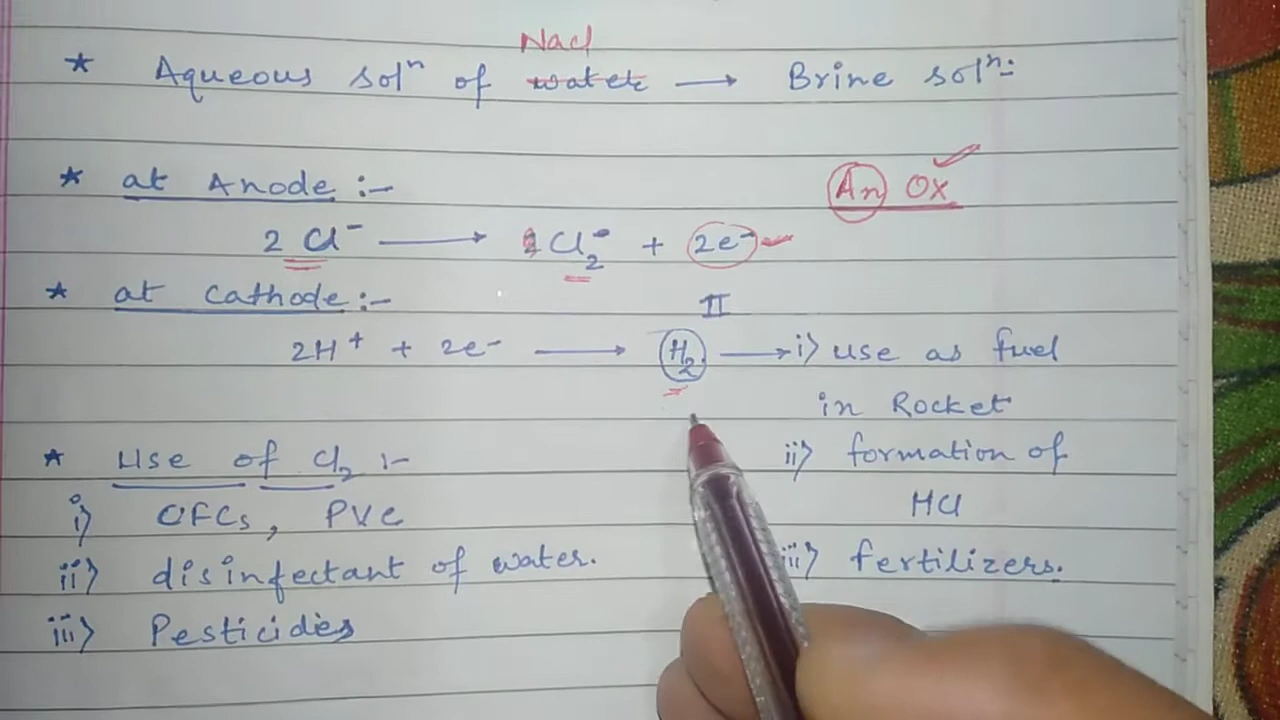 NaCl
* Aqueous solⁿ of water → Brine solⁿ:-
* at Anode :-
An Ox ✓
2 Cl⁻ → Cl₂ + 2e⁻
* at Cathode :-
II
2H⁺ + 2e⁻ → H₂ → i) use as fuel
in Rocket
* Use of Cl₂ :-
ii) formation of
HCl
i) CFCs, PVC
ii) disinfectant of water.
iii) fertilizers.
iii) Pesticides